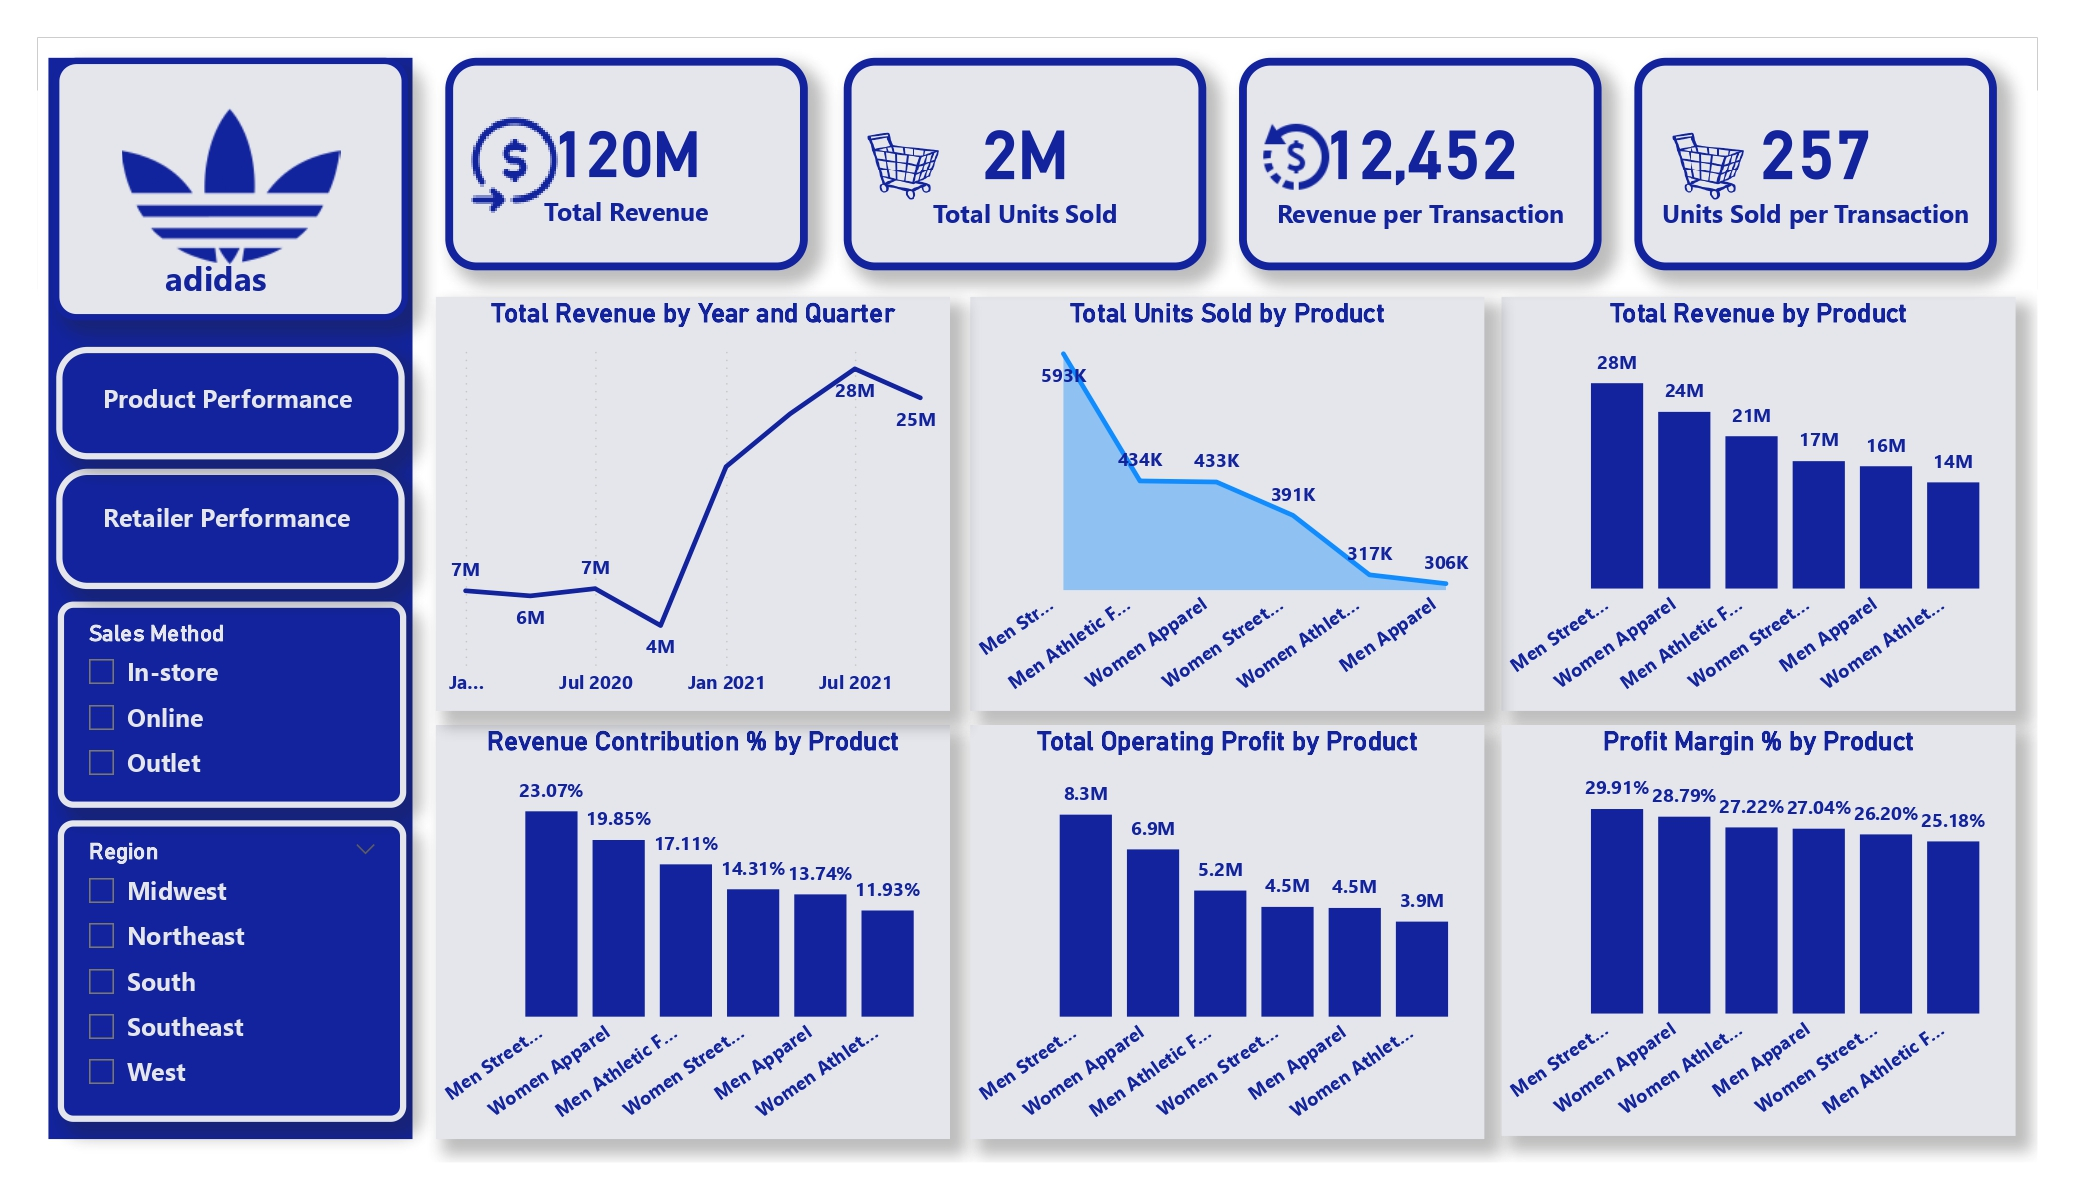 adidas
Product Performance
Retailer Performance
Sales Method
In-store
Online
Outlet
Region
Midwest
Northeast
South
Southeast
West
$ 120M
Total Revenue
2M
Total Units Sold
$ 12,452
Revenue per Transaction
257
Units Sold per Transaction
Total Revenue by Year and Quarter
7M
6M
7M
4M
28M
25M
Ja...
Jul 2020
Jan 2021
Jul 2021
Total Units Sold by Product
593K
434K
433K
391K
317K
306K
Men Str...
Men Athletic F...
Women Apparel
Women Street...
Women Athlet...
Men Apparel
Total Revenue by Product
28M
24M
21M
17M
16M
14M
Men Street...
Women Apparel
Men Athletic F...
Women Street...
Men Apparel
Women Athlet...
Revenue Contribution % by Product
23.07%
19.85%
17.11%
14.31%
13.74%
11.93%
Men Street...
Women Apparel
Men Athletic F...
Women Street...
Men Apparel
Women Athlet...
Total Operating Profit by Product
8.3M
6.9M
5.2M
4.5M
4.5M
3.9M
Men Street...
Women Apparel
Men Athletic F...
Women Street...
Men Apparel
Women Athlet...
Profit Margin % by Product
29.91%
28.79%
27.22%
27.04%
26.20%
25.18%
Men Street...
Women Apparel
Women Athlet...
Men Apparel
Women Street...
Men Athletic F...